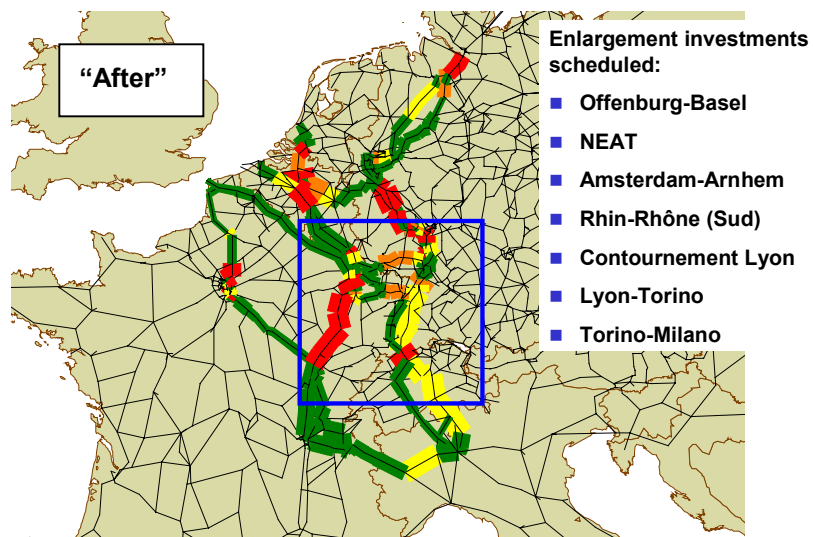 “After”
Enlargement investments
scheduled:
Offenburg-Basel
NEAT
Amsterdam-Arnhem
Rhin-Rhône (Sud)
Contournement Lyon
Lyon-Torino
Torino-Milano